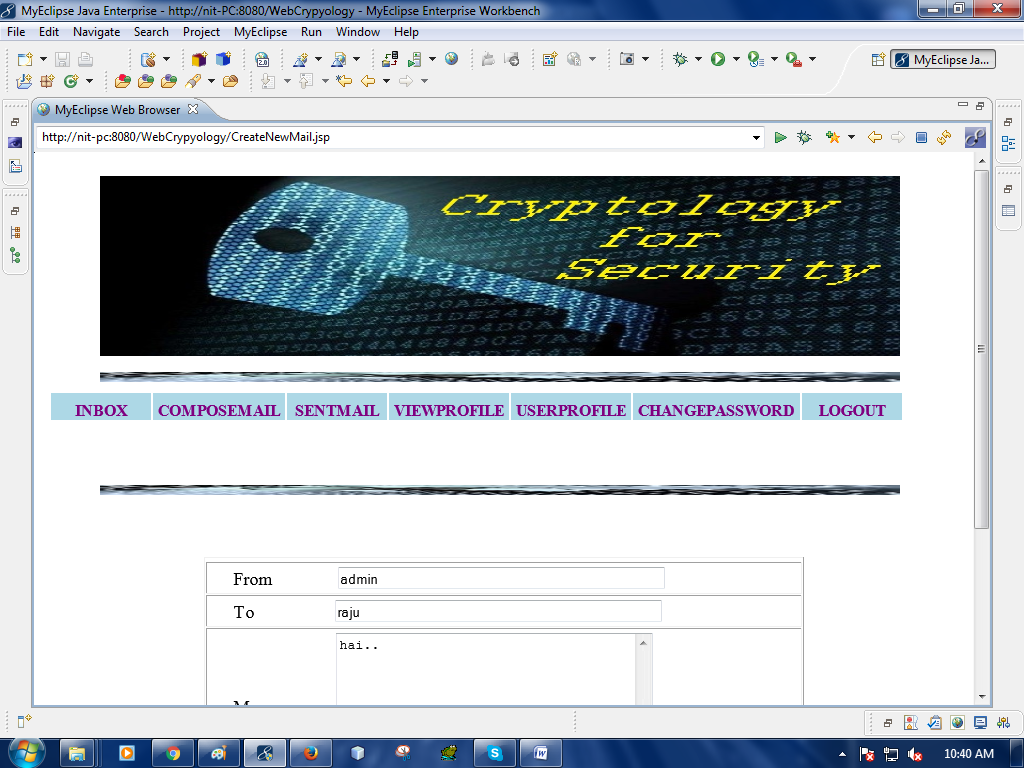 MyEclipse Java Enterprise - http://nit-PC:8080/WebCrypyology - MyEclipse Enterprise Workbench
File Edit Navigate Search Project MyEclipse Run Window Help
MyEclipse Ja...
MyEclipse Web Browser
http://nit-pc:8080/WebCrypyology/CreateNewMail.jsp
Cryptology
for
Security
INBOX COMPOSEMAIL SENTMAIL VIEWPROFILE USERPROFILE CHANGEPASSWORD LOGOUT
From admin
To raju
hai..
10:40 AM